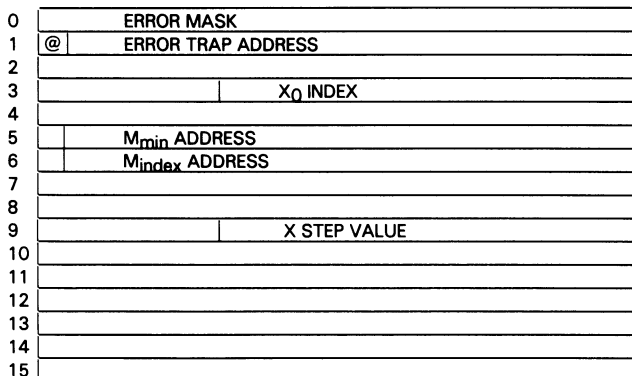 0 ERROR MASK
1 @ ERROR TRAP ADDRESS
2
3 X0 INDEX
4
5 Mmin ADDRESS
6 Mindex ADDRESS
7
8
9 X STEP VALUE
10
11
12
13
14
15